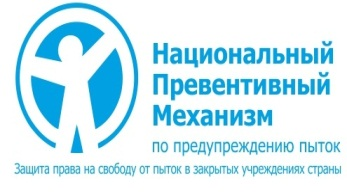 Национальный
Превентивный
Механизм
по предупреждению пыток
Защита права на свободу от пыток в закрытых учреждениях страны